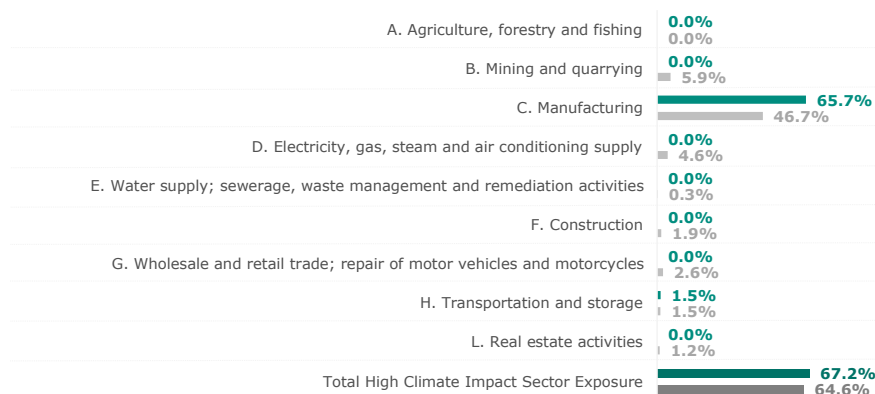 A. Agriculture, forestry and fishing 0.0%
0.0%
B. Mining and quarrying 0.0%
5.9%
C. Manufacturing 65.7%
46.7%
D. Electricity, gas, steam and air conditioning supply 0.0%
4.6%
E. Water supply; sewerage, waste management and remediation activities 0.0%
0.3%
F. Construction 0.0%
1.9%
G. Wholesale and retail trade; repair of motor vehicles and motorcycles 0.0%
2.6%
H. Transportation and storage 1.5%
1.5%
L. Real estate activities 0.0%
1.2%
Total High Climate Impact Sector Exposure 67.2%
64.6%